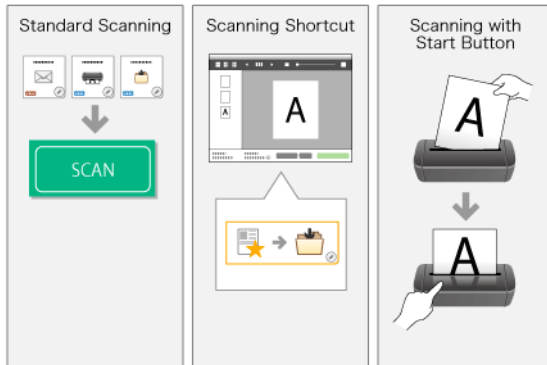 Standard Scanning
SCAN
Scanning Shortcut
A
A
Scanning with
Start Button
A
A